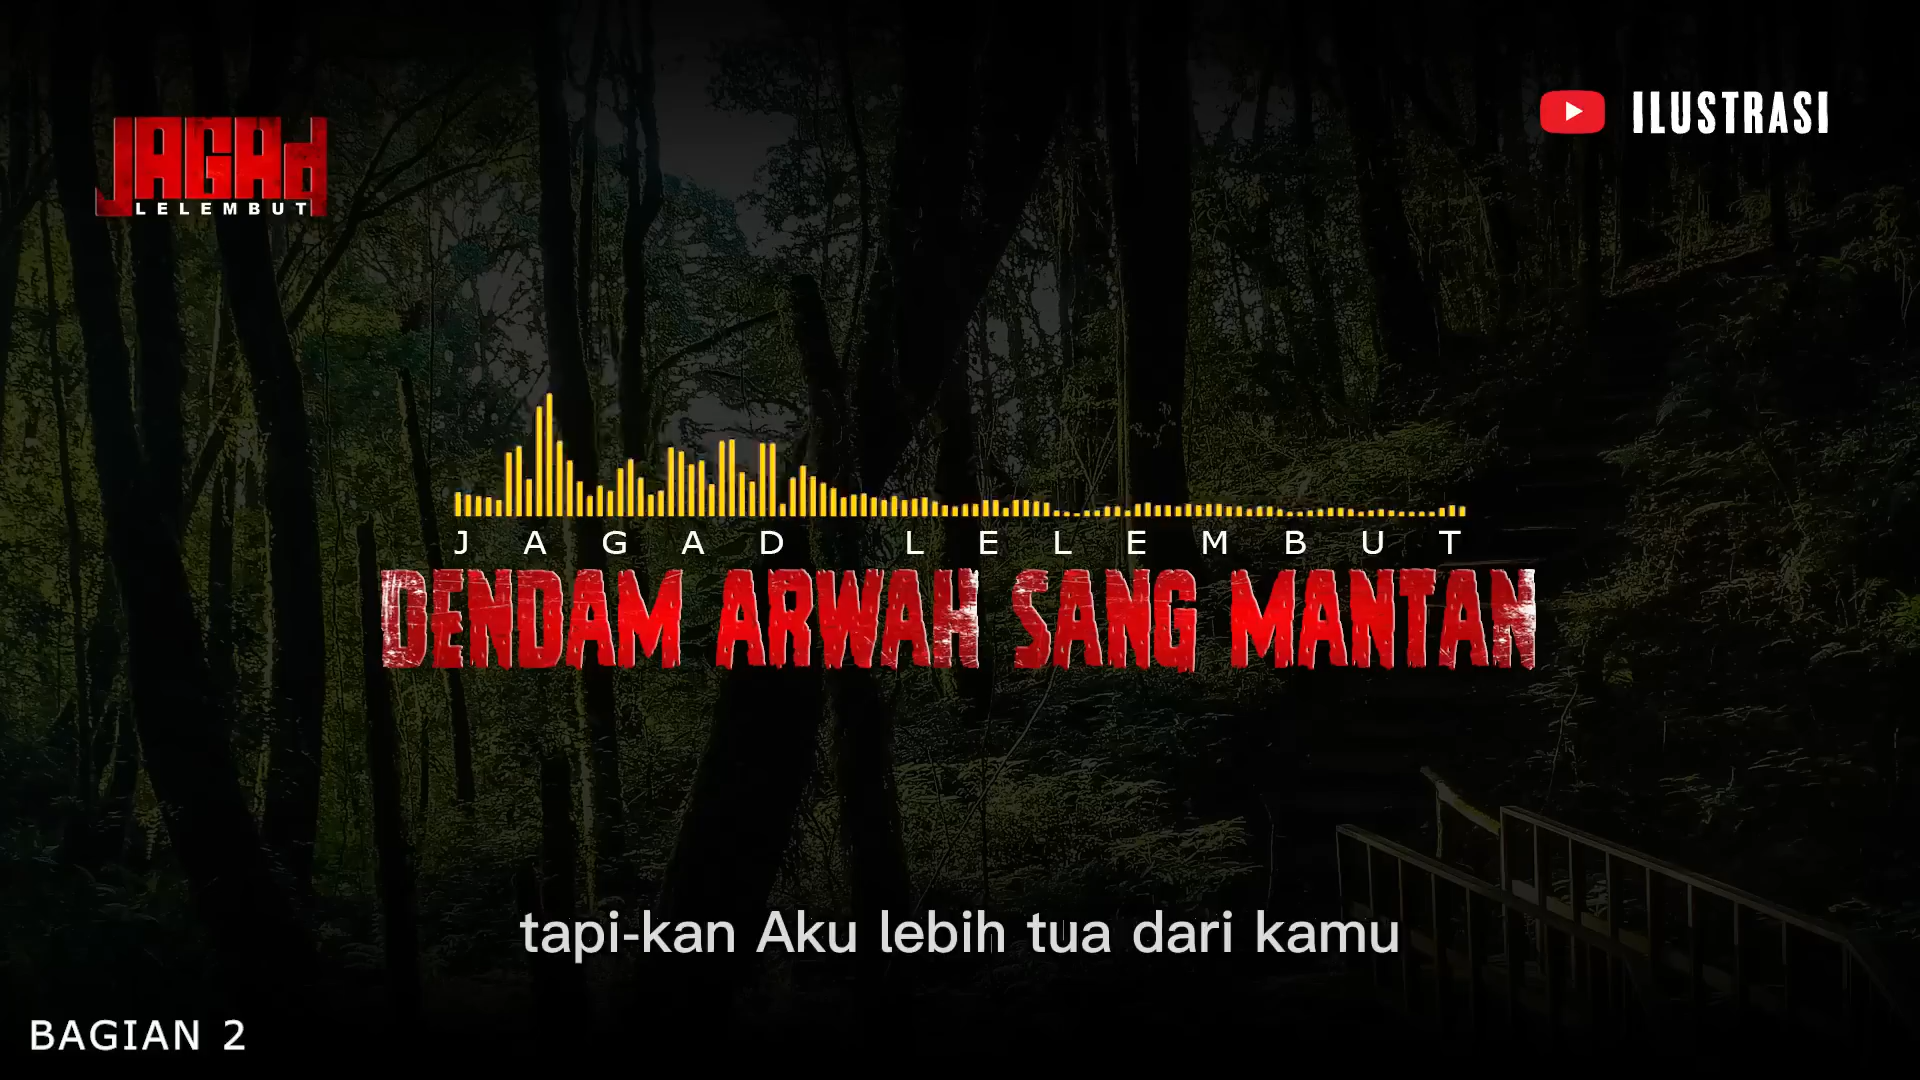 JAGAd
LELEMBUT
ILUSTRASI
JAGAD LELEMBUT
DENDAM ARWAH SANG MANTAN
tapi-kan Aku lebih tua dari kamu
BAGIAN 2